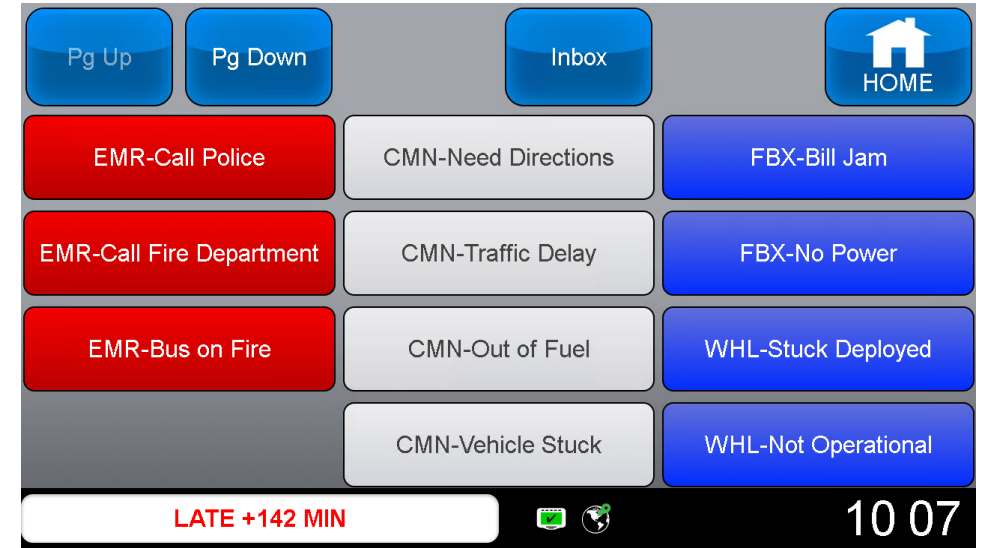 Pg Up
Pg Down
Inbox
HOME
EMR-Call Police
CMN-Need Directions
FBX-Bill Jam
EMR-Call Fire Department
CMN-Traffic Delay
FBX-No Power
EMR-Bus on Fire
CMN-Out of Fuel
WHL-Stuck Deployed
CMN-Vehicle Stuck
WHL-Not Operational
LATE +142 MIN
10 07